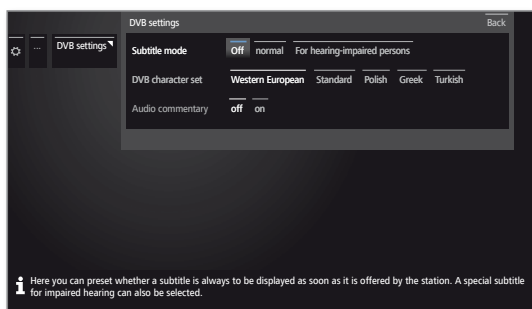 DVB settings
Back
... DVB settings
Subtitle mode Off normal For hearing-impaired persons
DVB character set Western European Standard Polish Greek Turkish
Audio commentary off on
Here you can preset whether a subtitle is always to be displayed as soon as it is offered by the station. A special subtitle
for impaired hearing can also be selected.